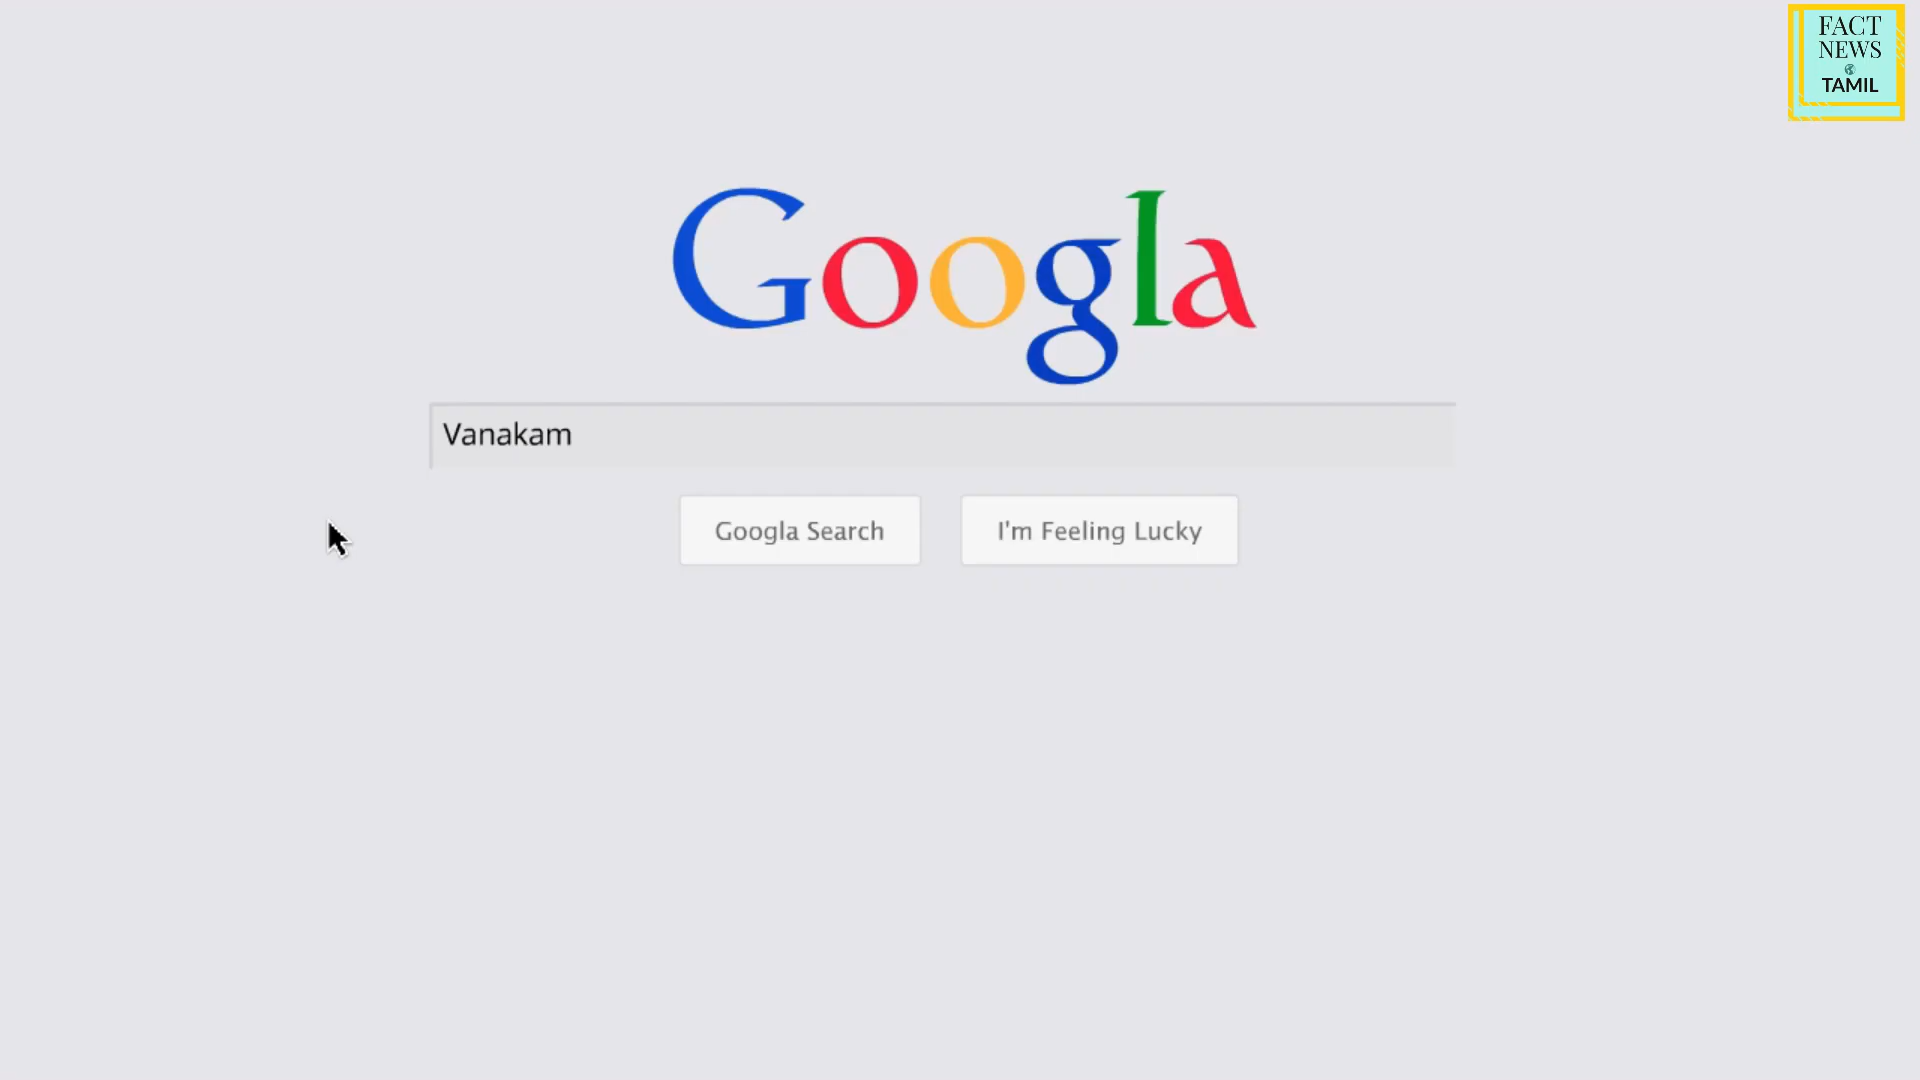 FACT
NEWS
TAMIL
Googla
Vanakam
Googla Search
I'm Feeling Lucky